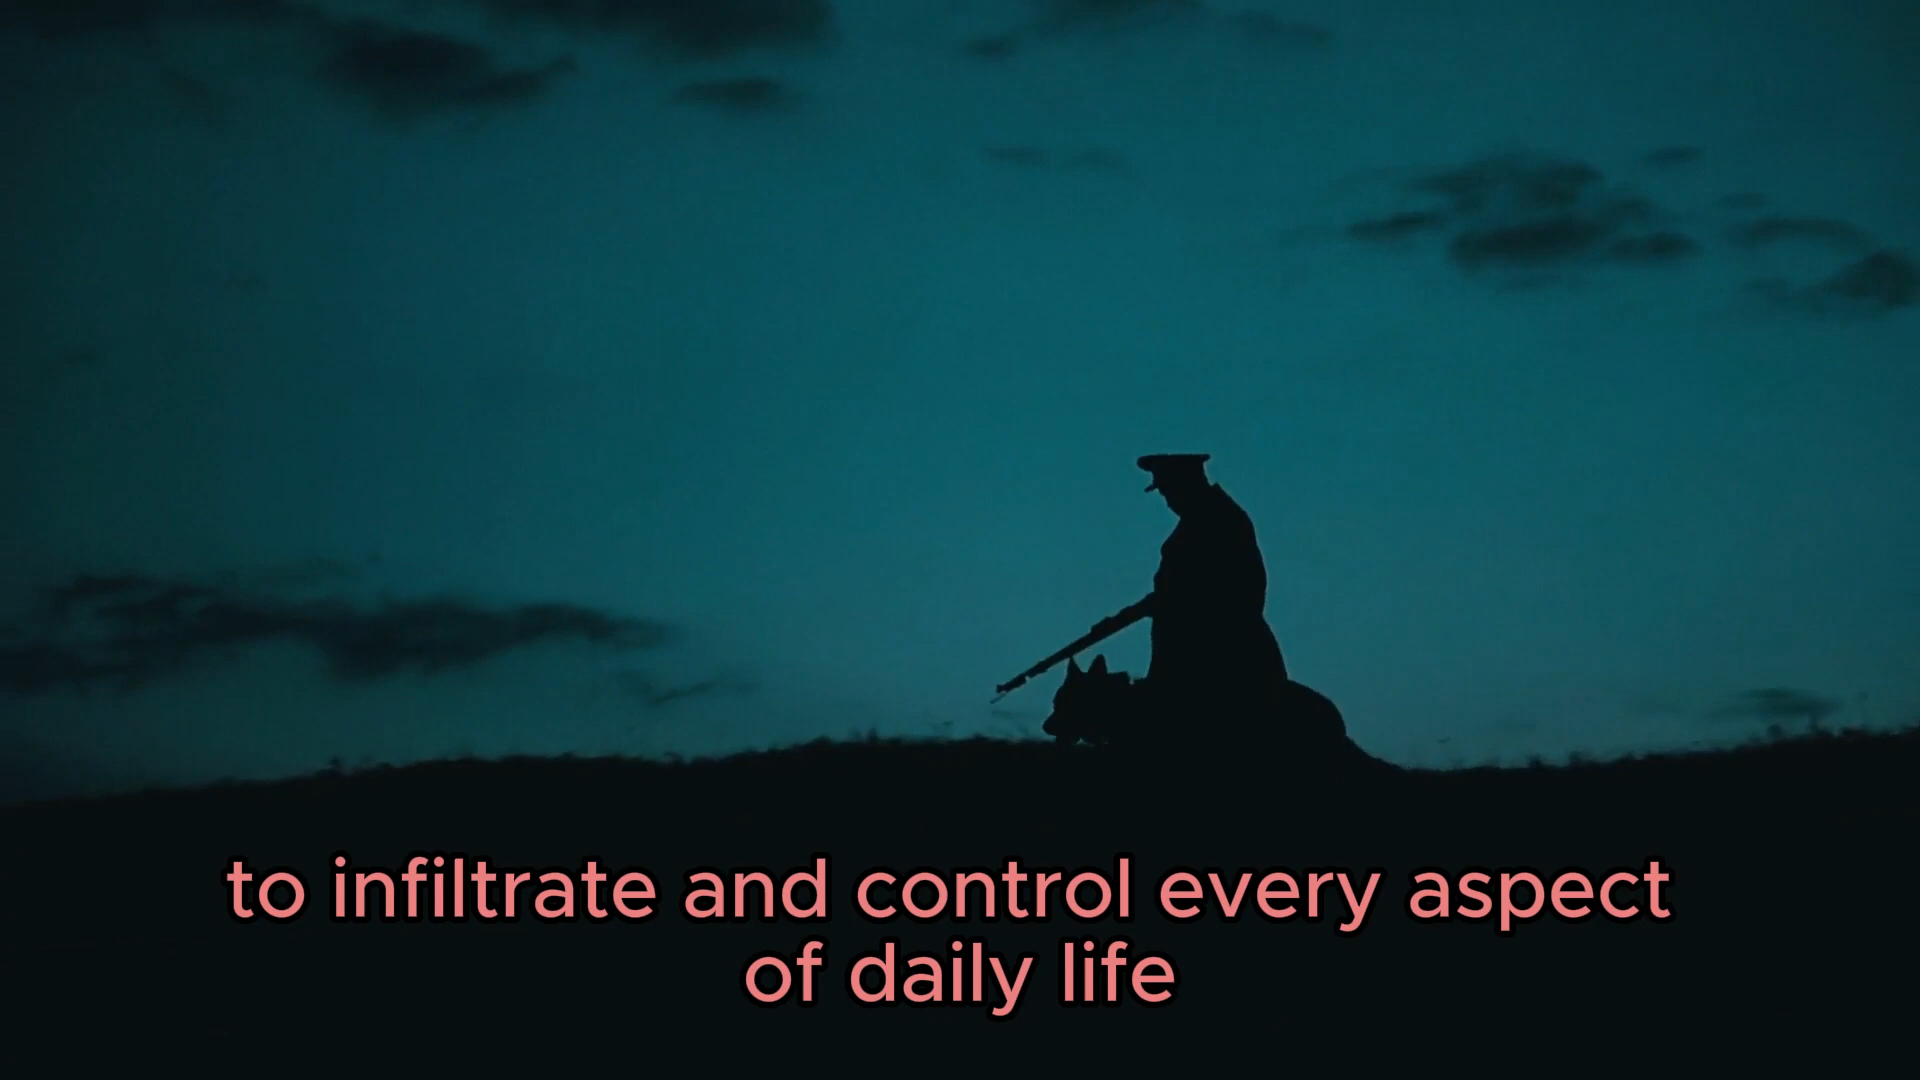 to infiltrate and control every aspect
of daily life